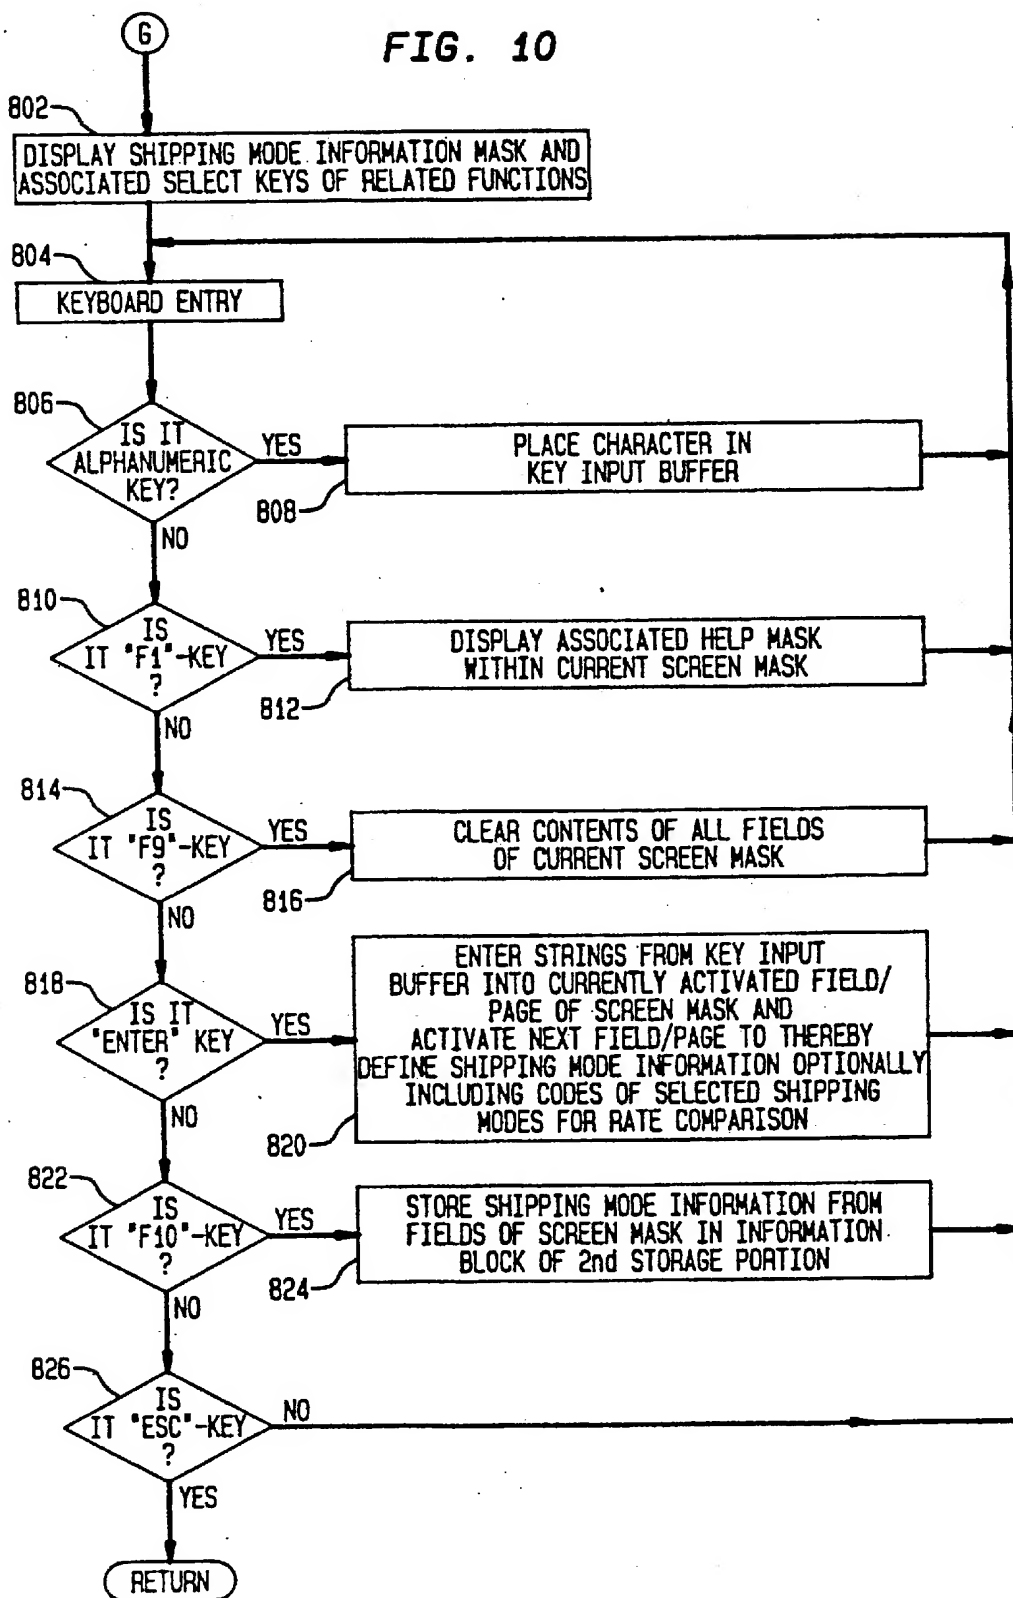 G
FIG. 10
802
DISPLAY SHIPPING MODE INFORMATION MASK AND
ASSOCIATED SELECT KEYS OF RELATED FUNCTIONS
804
KEYBOARD ENTRY
806
IS IT
ALPHANUMERIC
KEY?
YES
PLACE CHARACTER IN
KEY INPUT BUFFER
808
NO
810
IS
IT "F1"-KEY
?
YES
DISPLAY ASSOCIATED HELP MASK
WITHIN CURRENT SCREEN MASK
812
NO
814
IS
IT "F9"-KEY
?
YES
CLEAR CONTENTS OF ALL FIELDS
OF CURRENT SCREEN MASK
816
NO
818
IS IT
"ENTER" KEY
?
YES
ENTER STRINGS FROM KEY INPUT
BUFFER INTO CURRENTLY ACTIVATED FIELD/
PAGE OF SCREEN MASK AND
ACTIVATE NEXT FIELD/PAGE TO THEREBY
DEFINE SHIPPING MODE INFORMATION OPTIONALLY
INCLUDING CODES OF SELECTED SHIPPING
MODES FOR RATE COMPARISON
820
NO
822
IS
IT "F10"-KEY
?
YES
STORE SHIPPING MODE INFORMATION FROM
FIELDS OF SCREEN MASK IN INFORMATION
BLOCK OF 2nd STORAGE PORTION
824
NO
826
IS
IT "ESC"-KEY
?
NO
YES
RETURN